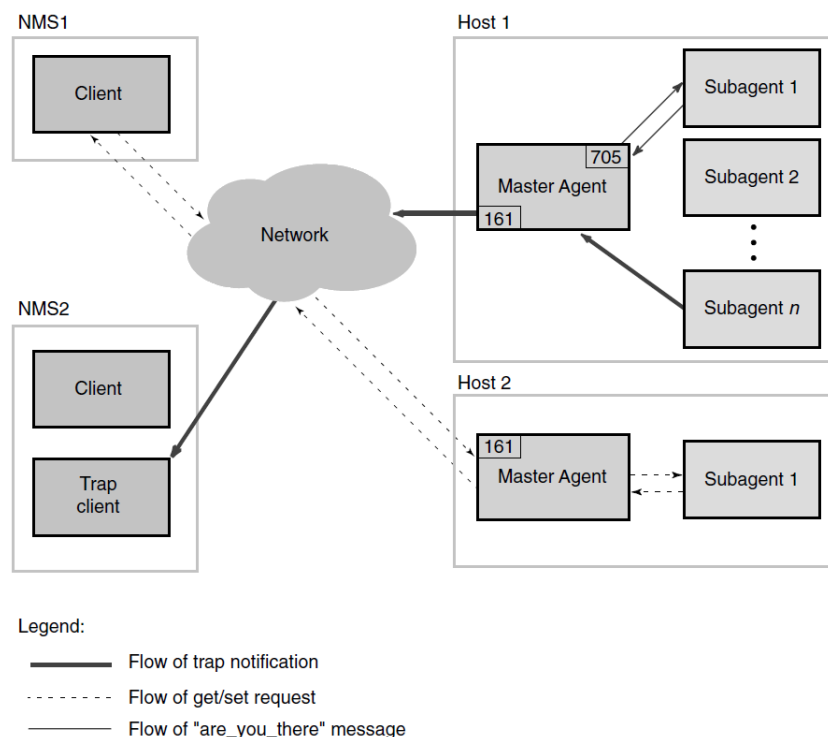 NMS1
Client
Host 1
Subagent 1
705
Master Agent
161
Subagent 2
Subagent n
Network
NMS2
Client
Trap
client
Host 2
161
Master Agent
Subagent 1
Legend:
Flow of trap notification
Flow of get/set request
Flow of "are_you_there" message